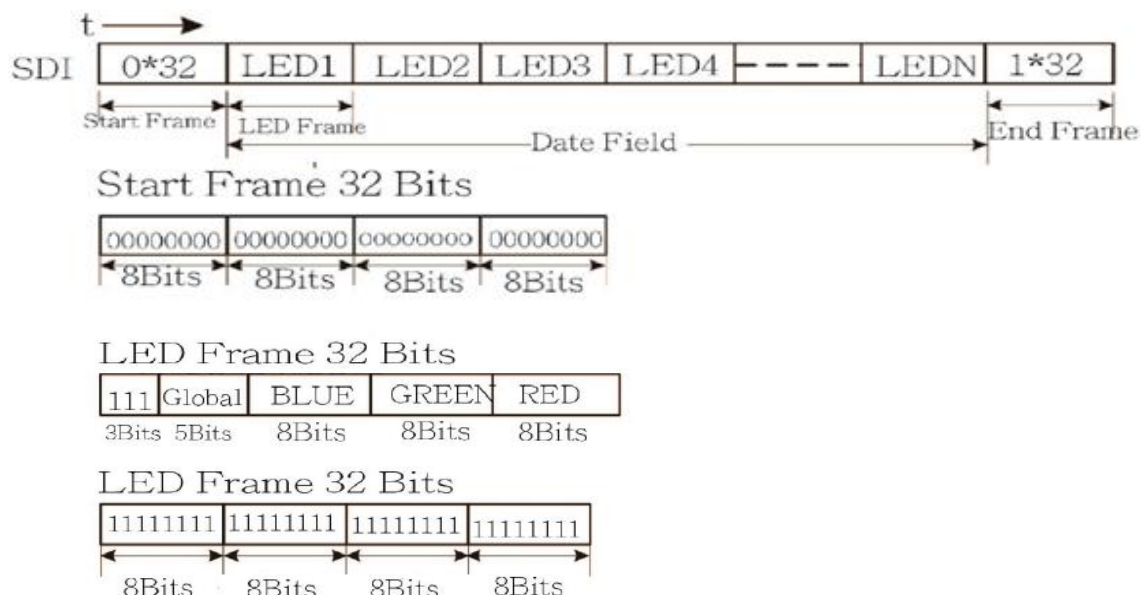 t
SDI 0*32 LED1 LED2 LED3 LED4 LEDN 1*32
Start Frame LED Frame Date Field End Frame
Start Frame 32 Bits
00000000 00000000 00000000 00000000
8Bits 8Bits 8Bits 8Bits
LED Frame 32 Bits
111 Global BLUE GREEN RED
3Bits 5Bits 8Bits 8Bits 8Bits
LED Frame 32 Bits
11111111 11111111 11111111 11111111
8Bits 8Bits 8Bits 8Bits